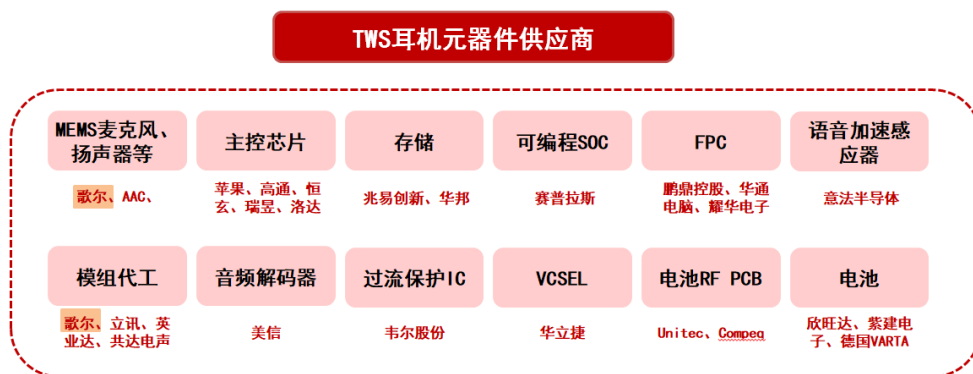 TWS耳机元器件供应商
MEMS麦克风、
扬声器等
主控芯片
存储
可编程SOC
FPC
语音加速感
应器
歌尔、AAC、
苹果、高通、恒
玄、瑞昱、洛达
兆易创新、华邦
赛普拉斯
鹏鼎控股、华通
电脑、耀华电子
意法半导体
模组代工
音频解码器
过流保护IC
VCSEL
电池RF PCB
电池
歌尔、立讯、英
业达、共达电声
美信
韦尔股份
华立捷
Unitec、Compeq
欣旺达、紫建电
子、德国VARTA